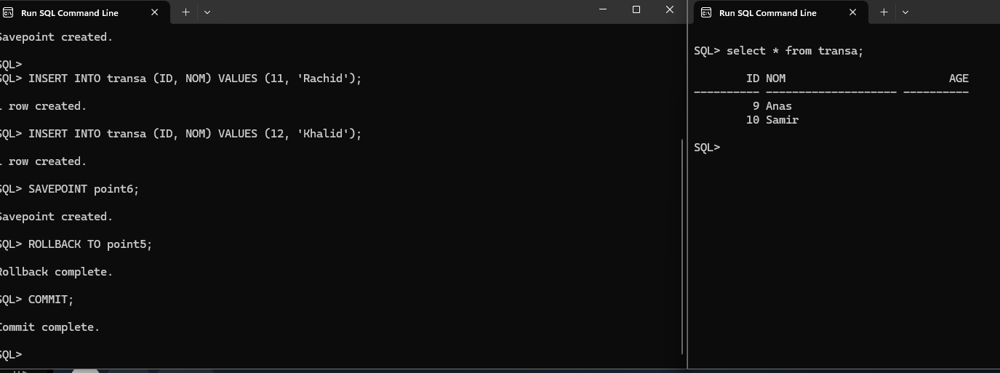 Run SQL Command Line
Savepoint created.
SQL>
SQL> INSERT INTO transa (ID, NOM) VALUES (11, 'Rachid');
1 row created.
SQL> INSERT INTO transa (ID, NOM) VALUES (12, 'Khalid');
1 row created.
SQL> SAVEPOINT point6;
Savepoint created.
SQL> ROLLBACK TO point5;
Rollback complete.
SQL> COMMIT;
Commit complete.
SQL>
Run SQL Command Line
SQL> select * from transa;
ID NOM AGE
---------- -------------------- ----------
9 Anas
10 Samir
SQL>